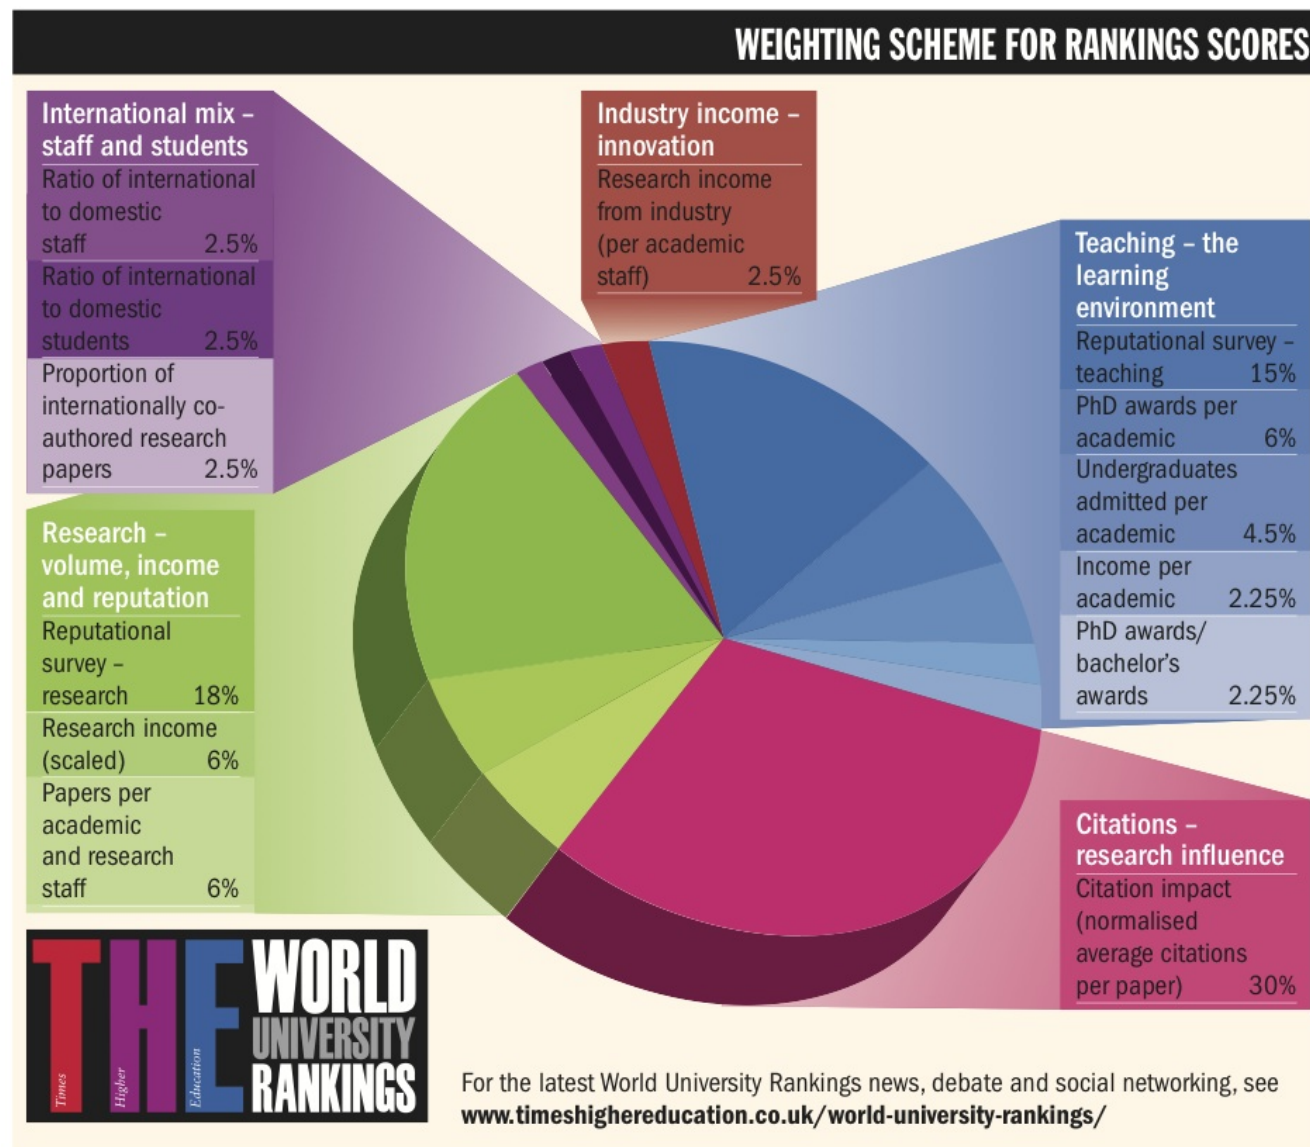 WEIGHTING SCHEME FOR RANKINGS SCORES
International mix –
staff and students
Ratio of international
to domestic
staff 2.5%
Ratio of international
to domestic
students 2.5%
Proportion of
internationally co-
authored research
papers 2.5%
Industry income –
innovation
Research income
from industry
(per academic
staff) 2.5%
Teaching – the
learning
environment
Reputational survey –
teaching 15%
PhD awards per
academic 6%
Undergraduates
admitted per
academic 4.5%
Income per
academic 2.25%
PhD awards/
bachelor’s
awards 2.25%
Research –
volume, income
and reputation
Reputational
survey –
research 18%
Research income
(scaled) 6%
Papers per
academic
and research
staff 6%
Citations –
research influence
Citation impact
(normalised
average citations
per paper) 30%
THE
Times
Higher
Education
WORLD
UNIVERSITY
RANKINGS
For the latest World University Rankings news, debate and social networking, see
www.timeshighereducation.co.uk/world-university-rankings/